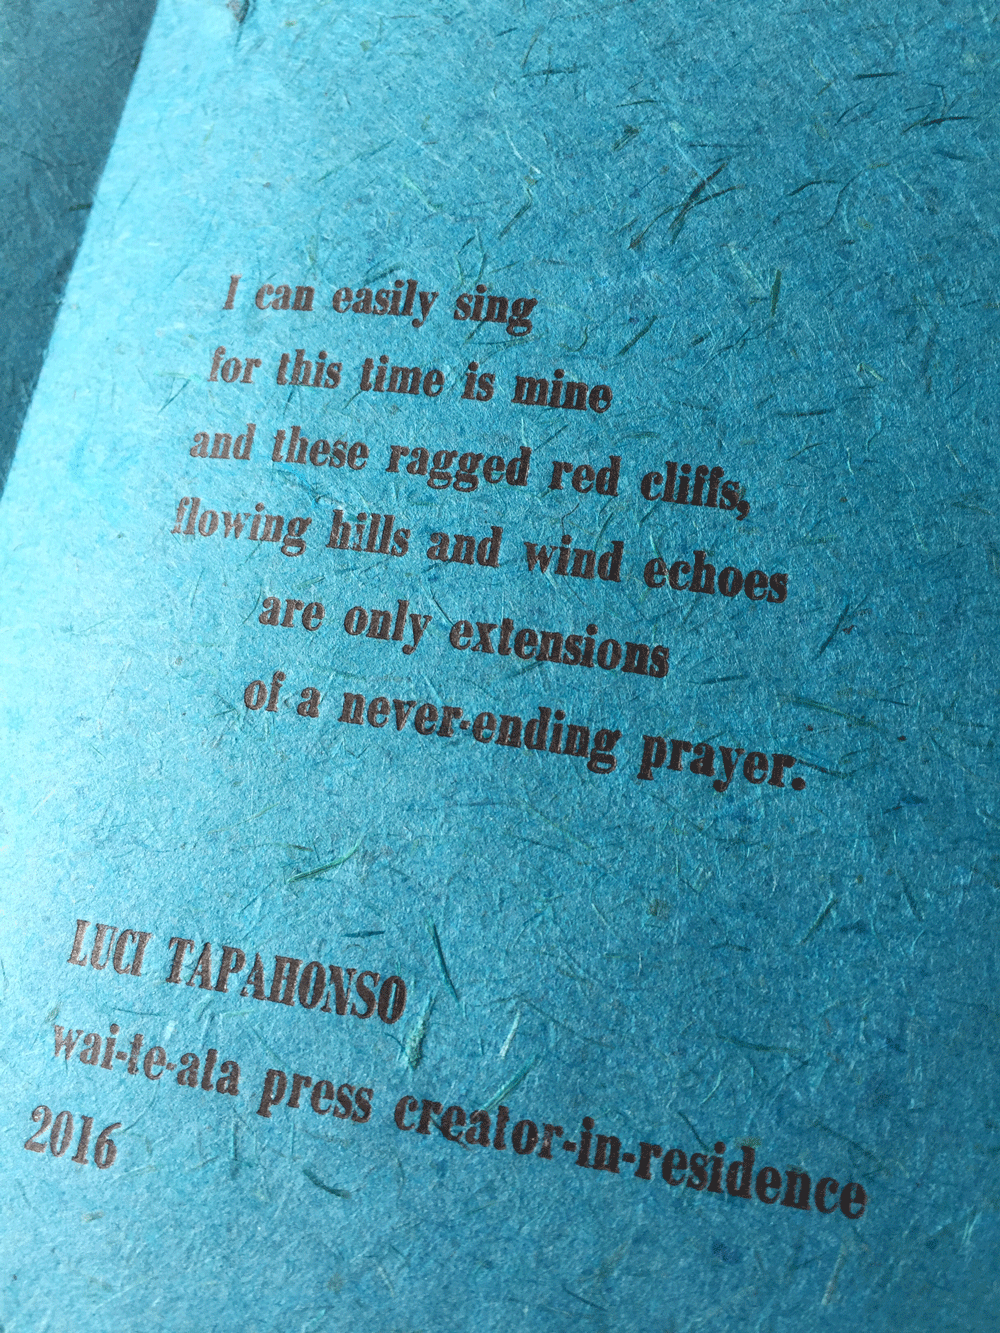 I can easily sing
for this time is mine
and these ragged red cliffs,
flowing hills and wind echoes
are only extensions
of a never-ending prayer.
LUCI TAPAHONSO
wai-te-ata press creator-in-residence
2016